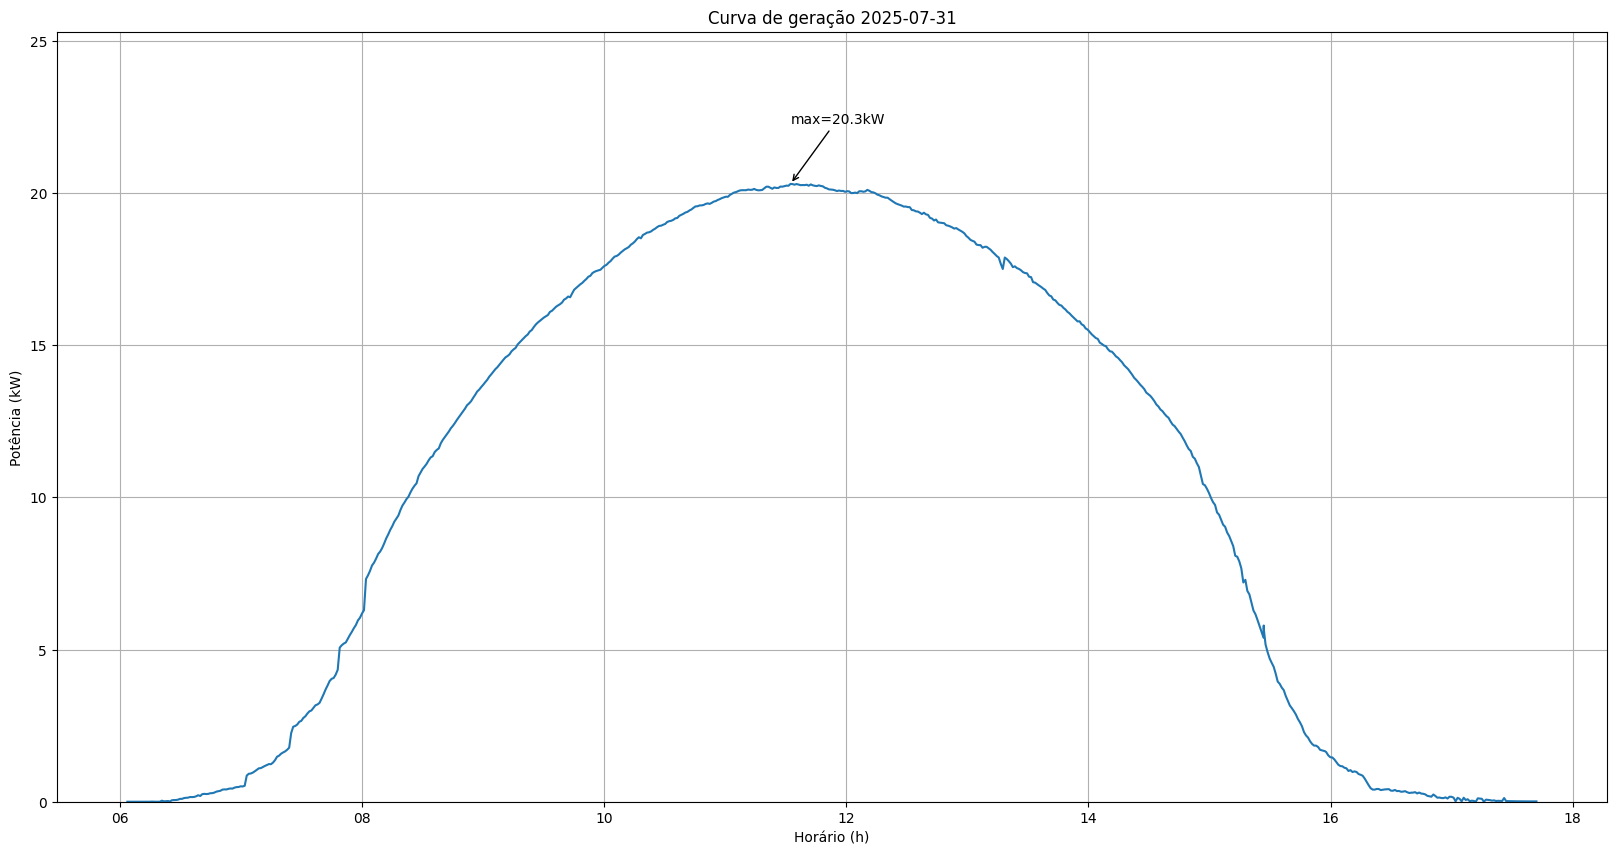 Curva de geração 2025-07-31
25
max=20.3kW
20
15
Potência (kW)
10
5
0
06 08 10 12 14 16 18
Horário (h)